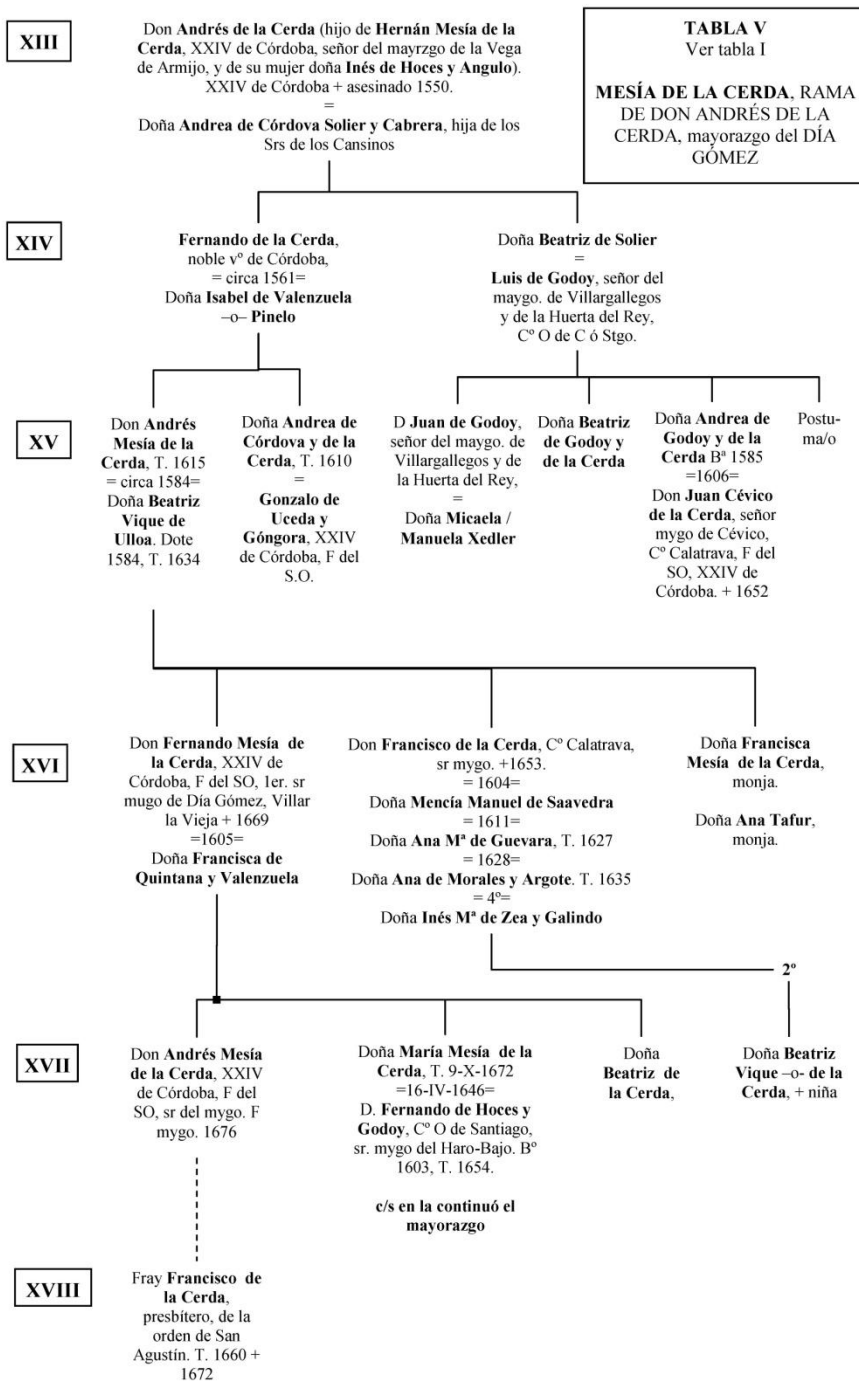 XIII
Don Andrés de la Cerda (hijo de Hernán Mesía de la
Cerda, XXIV de Córdoba, señor del mayrzgo de la Vega
de Armijo, y de su mujer doña Inés de Hoces y Angulo).
XXIV de Córdoba + asesinado 1550.
=
Doña Andrea de Córdova Solier y Cabrera, hija de los
Srs de los Cansinos
TABLA V
Ver tabla I
MESÍA DE LA CERDA, RAMA
DE DON ANDRÉS DE LA
CERDA, mayorazgo del DÍA
GÓMEZ
XIV
Fernando de la Cerda,
noble vº de Córdoba,
= circa 1561=
Doña Isabel de Valenzuela
–o– Pinelo
Doña Beatriz de Solier
=
Luis de Godoy, señor del
maygo. de Villargallegos
y de la Huerta del Rey,
Cº O de C ó Stgo.
XV
Don Andrés
Mesía de la
Cerda, T. 1615
= circa 1584=
Doña Beatriz
Vique de
Ulloa. Dote
1584, T. 1634
Doña Andrea de
Córdova y de la
Cerda, T. 1610
=
Gonzalo de
Uceda y
Góngora, XXIV
de Córdoba, F del
S.O.
D Juan de Godoy,
señor del maygo. de
Villargallegos y de
la Huerta del Rey,
=
Doña Micaela /
Manuela Xedler
Doña Beatriz
de Godoy y
de la Cerda
Doña Andrea de
Godoy y de la
Cerda Bª 1585
=1606=
Don Juan Cévico
de la Cerda, señor
mygo de Cévico,
Cº Calatrava, F del
SO, XXIV de
Córdoba. + 1652
Postu-
ma/o
XVI
Don Fernando Mesía de
la Cerda, XXIV de
Córdoba, F del SO, 1er. sr
mugo de Día Gómez, Villar
la Vieja + 1669
=1605=
Doña Francisca de
Quintana y Valenzuela
Don Francisco de la Cerda, Cº Calatrava,
sr mygo. +1653.
= 1604=
Doña Mencía Manuel de Saavedra
= 1611=
Doña Ana Mª de Guevara, T. 1627
= 1628=
Doña Ana de Morales y Argote. T. 1635
= 4º=
Doña Inés Mª de Zea y Galindo
Doña Francisca
Mesía de la Cerda,
monja.
Doña Ana Tafur,
monja.
2º
XVII
Don Andrés Mesía
de la Cerda, XXIV
de Córdoba, F del
SO, sr del mygo. F
mygo. 1676
Doña María Mesía de la
Cerda, T. 9-X-1672
=16-IV-1646=
D. Fernando de Hoces y
Godoy, Cº O de Santiago,
sr. mygo del Haro-Bajo. Bº
1603, T. 1654.
c/s en la continuó el
mayorazgo
Doña
Beatriz de
la Cerda,
Doña Beatriz
Vique –o- de la
Cerda, + niña
XVIII
Fray Francisco de
la Cerda,
presbítero, de la
orden de San
Agustín. T. 1660 +
1672